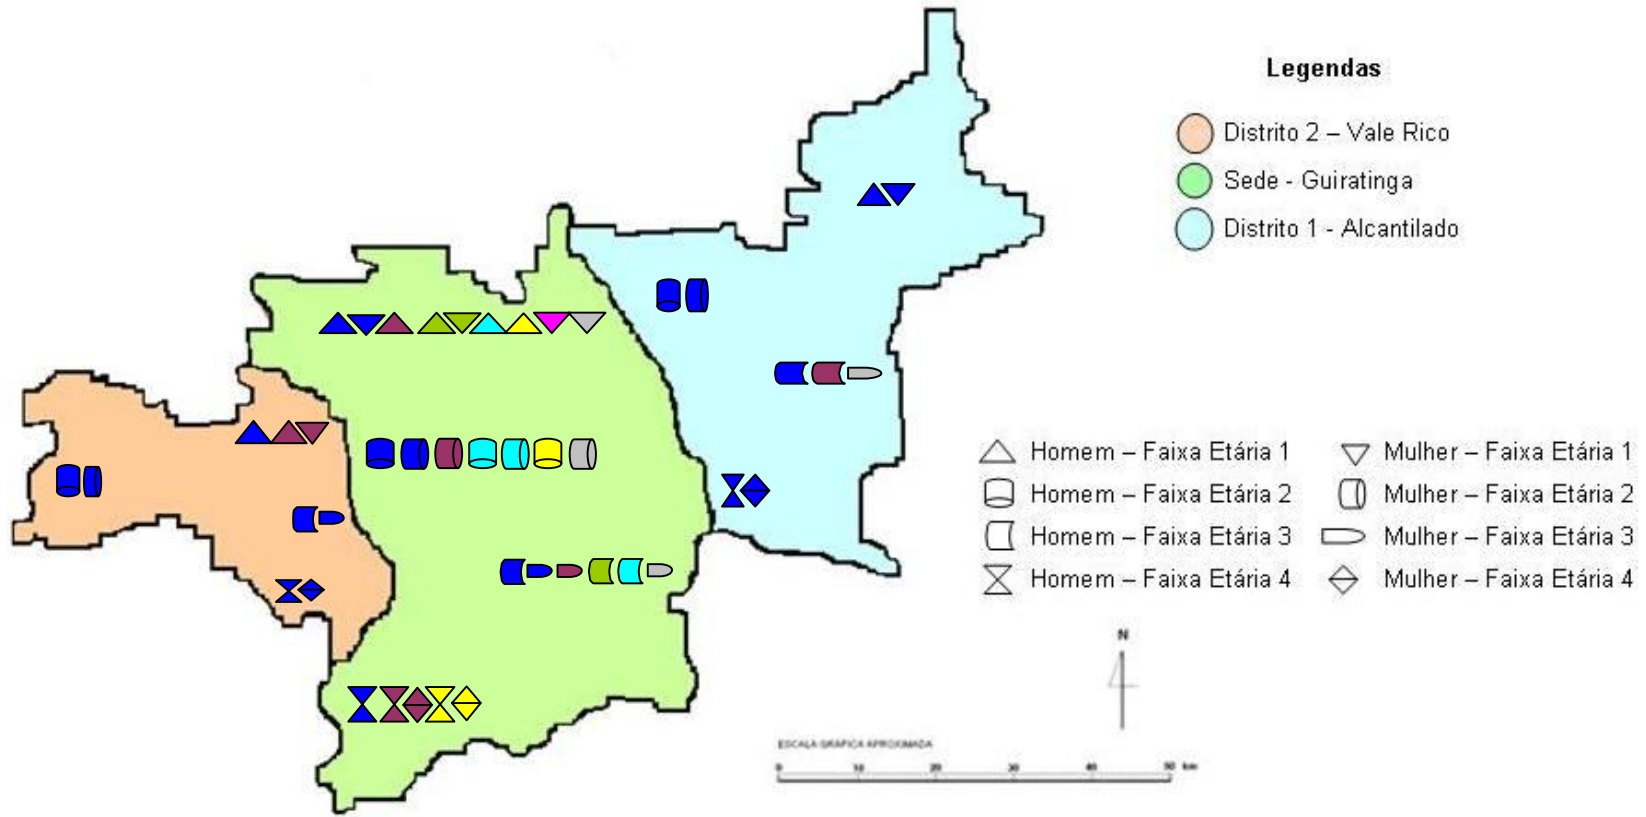 Legendas
Distrito 2 – Vale Rico
Sede - Guiratinga
Distrito 1 - Alcantilado
Homem – Faixa Etária 1
Mulher – Faixa Etária 1
Homem – Faixa Etária 2
Mulher – Faixa Etária 2
Homem – Faixa Etária 3
Mulher – Faixa Etária 3
Homem – Faixa Etária 4
Mulher – Faixa Etária 4
N
ESCALA GRÁFICA APROXIMADA
0 10 20 30 40 50 km